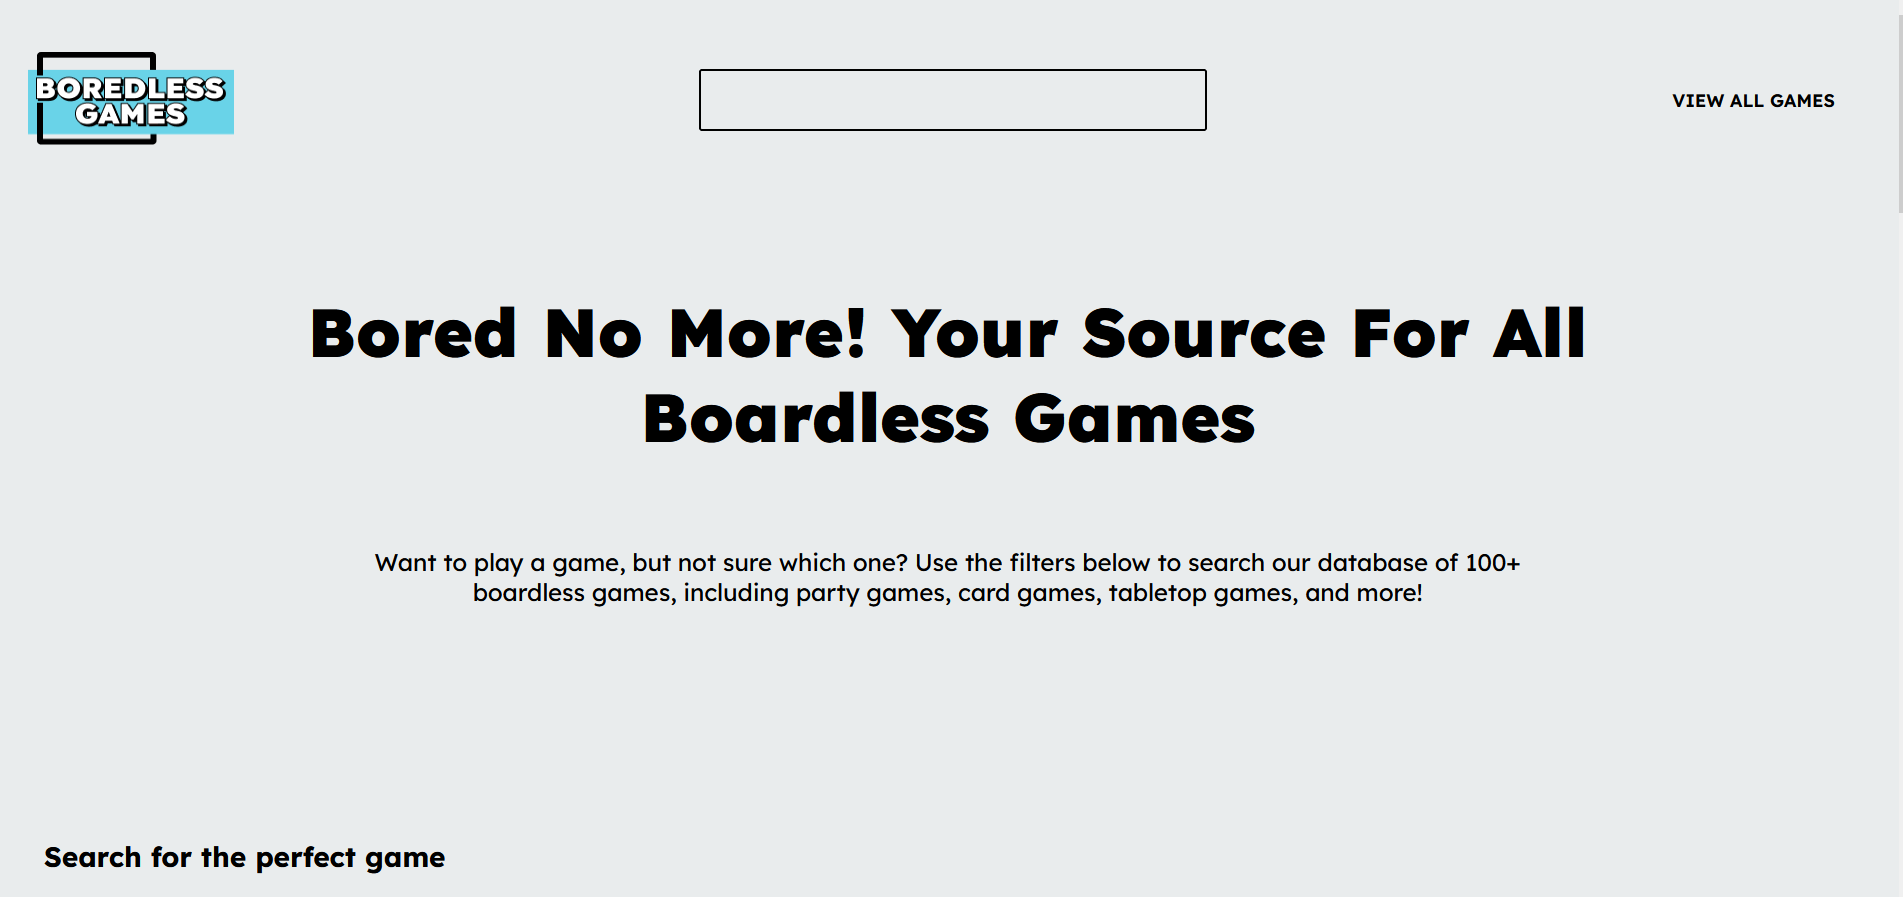 BOREDLESS
GAMES
VIEW ALL GAMES
Bored No More! Your Source For All
Boardless Games
Want to play a game, but not sure which one? Use the filters below to search our database of 100+
boardless games, including party games, card games, tabletop games, and more!
Search for the perfect game